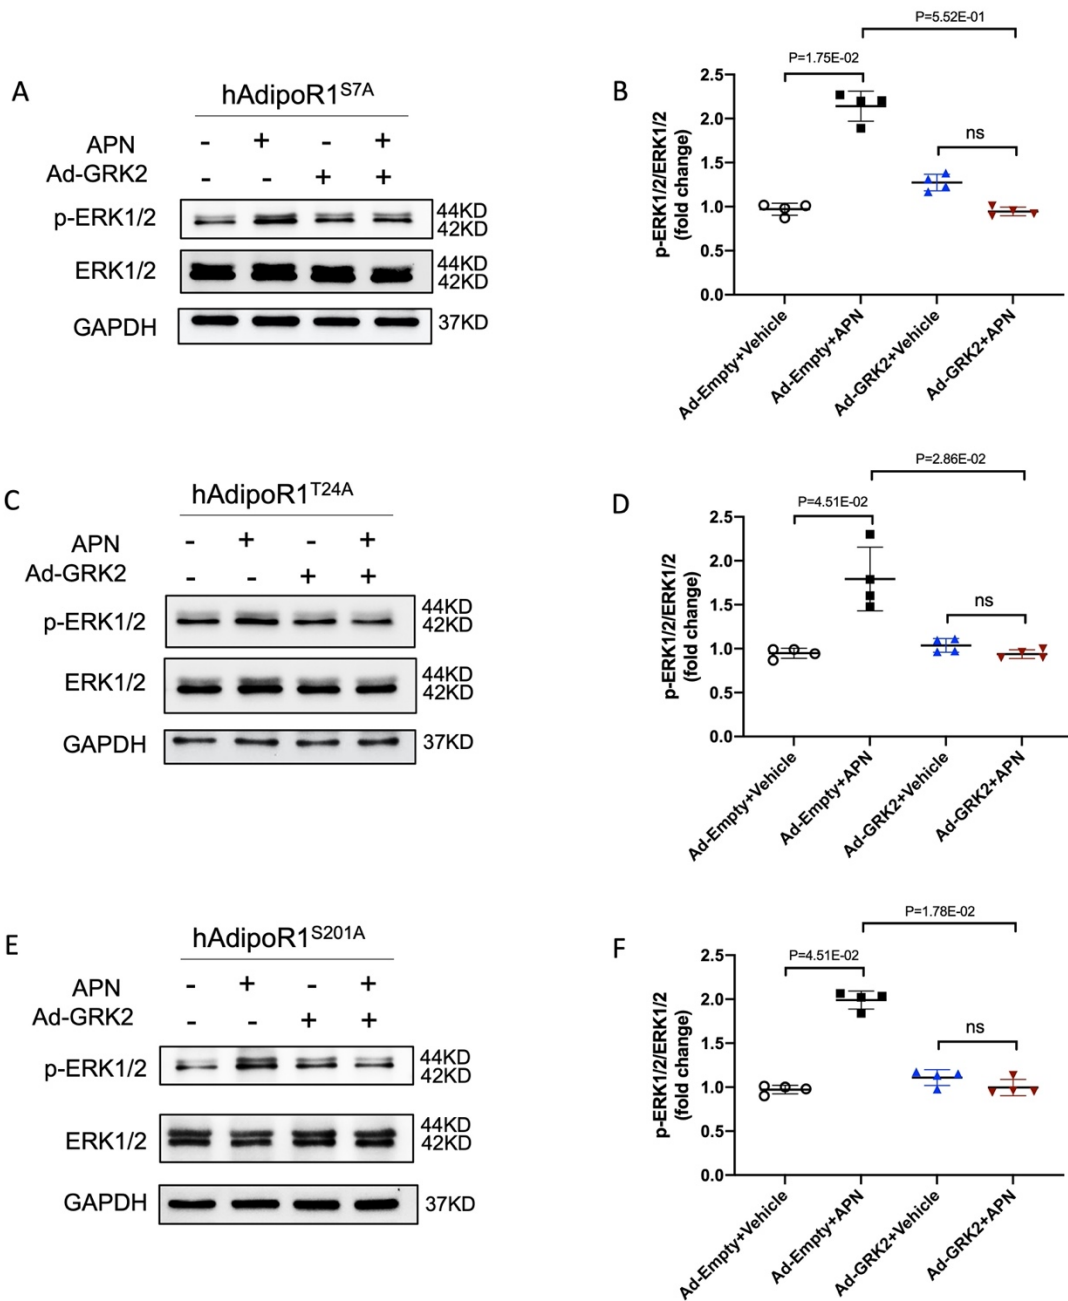 A
hAdipoR1S7A
APN - + - +
Ad-GRK2 - - + +
p-ERK1/2 44KD
42KD
ERK1/2 44KD
42KD
GAPDH 37KD
B
P=5.52E-01
P=1.75E-02
ns
p-ERK1/2/ERK1/2
(fold change)
2.5
2.0
1.5
1.0
0.5
0.0
Ad-Empty+Vehicle
Ad-Empty+APN
Ad-GRK2+Vehicle
Ad-GRK2+APN
C
hAdipoR1T24A
APN - + - +
Ad-GRK2 - - + +
p-ERK1/2 44KD
42KD
ERK1/2 44KD
42KD
GAPDH 37KD
D
P=2.86E-02
P=4.51E-02
ns
p-ERK1/2/ERK1/2
(fold change)
2.5
2.0
1.5
1.0
0.5
0.0
Ad-Empty+Vehicle
Ad-Empty+APN
Ad-GRK2+Vehicle
Ad-GRK2+APN
E
hAdipoR1S201A
APN - + - +
Ad-GRK2 - - + +
p-ERK1/2 44KD
42KD
ERK1/2 44KD
42KD
GAPDH 37KD
F
P=1.78E-02
P=4.51E-02
ns
p-ERK1/2/ERK1/2
(fold change)
2.5
2.0
1.5
1.0
0.5
0.0
Ad-Empty+Vehicle
Ad-Empty+APN
Ad-GRK2+Vehicle
Ad-GRK2+APN